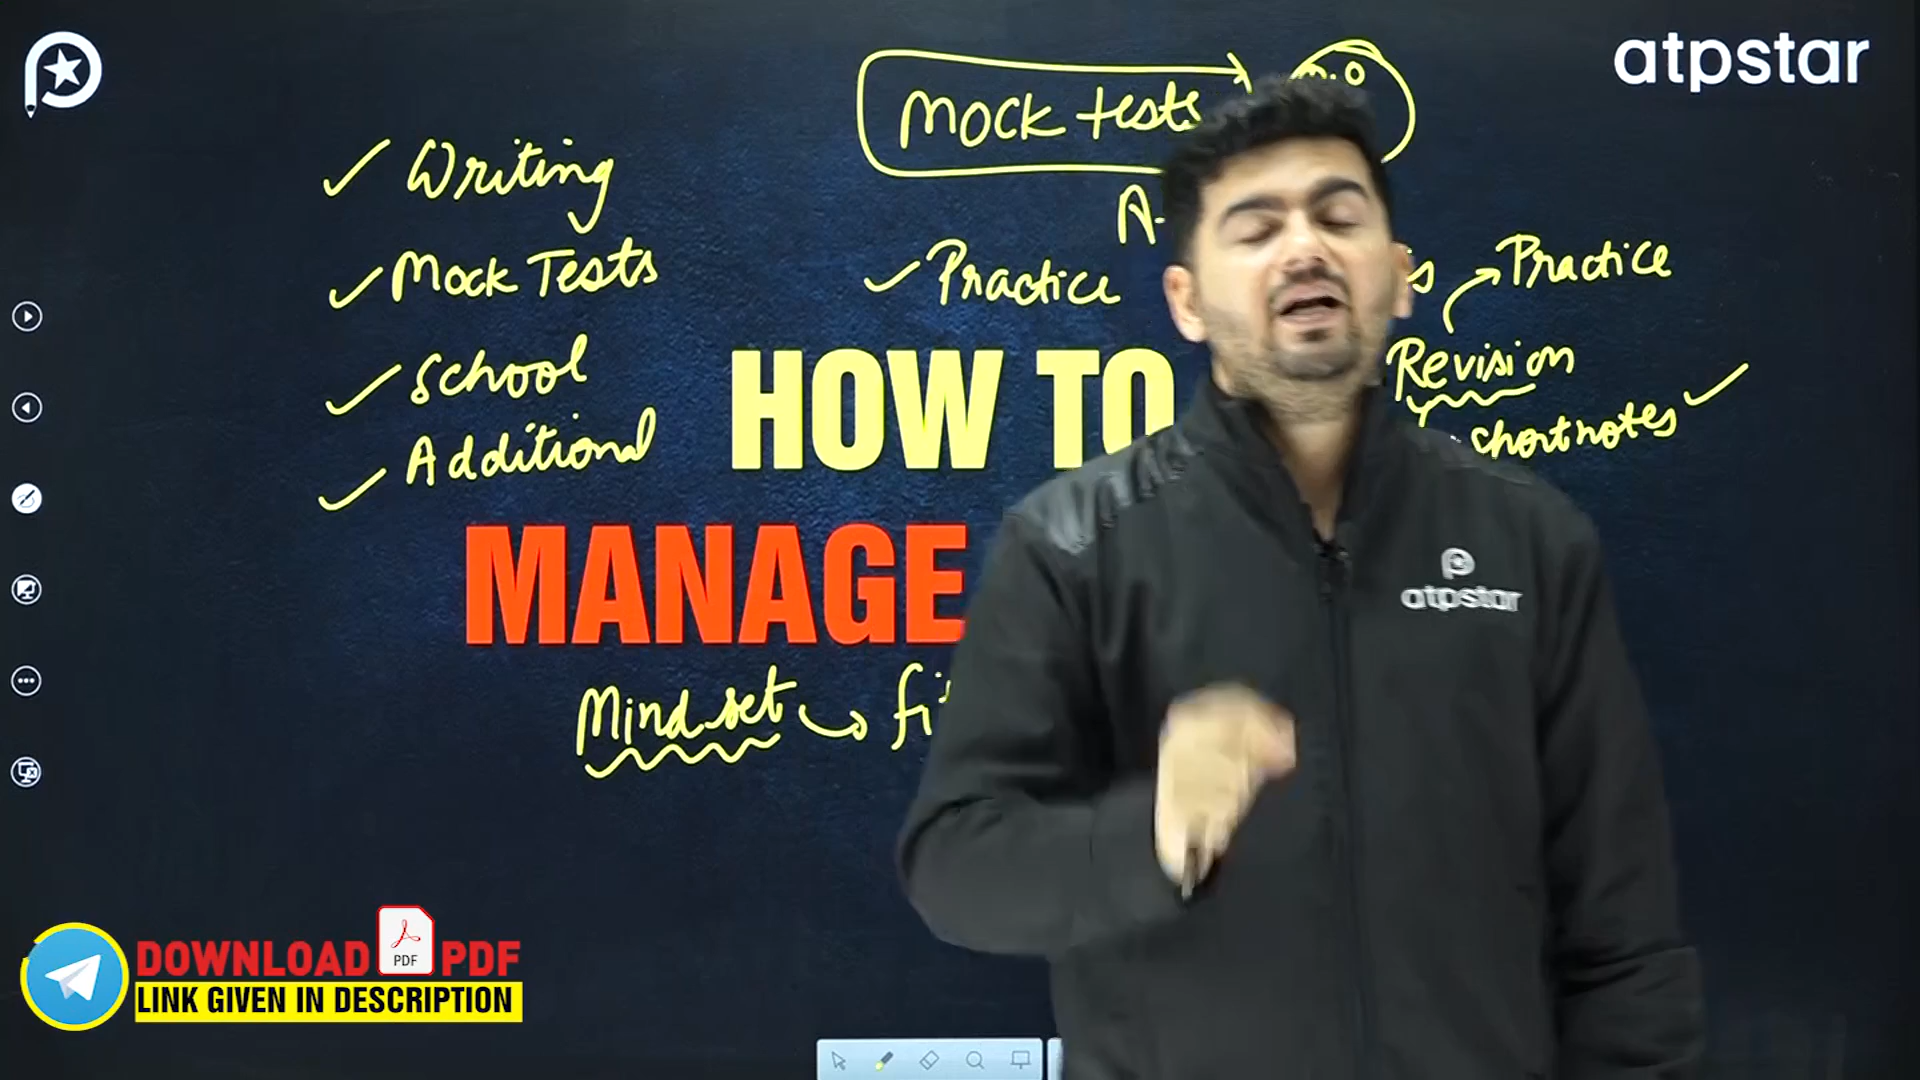 atpstar
Mock tests
✓ Writing
✓ Mock Tests
✓ Practice
Practice
✓ School
Revision
shortnotes ✓
✓ Additional
HOW TO
MANAGE
Mindset
atpstar
DOWNLOAD PDF PDF
LINK GIVEN IN DESCRIPTION